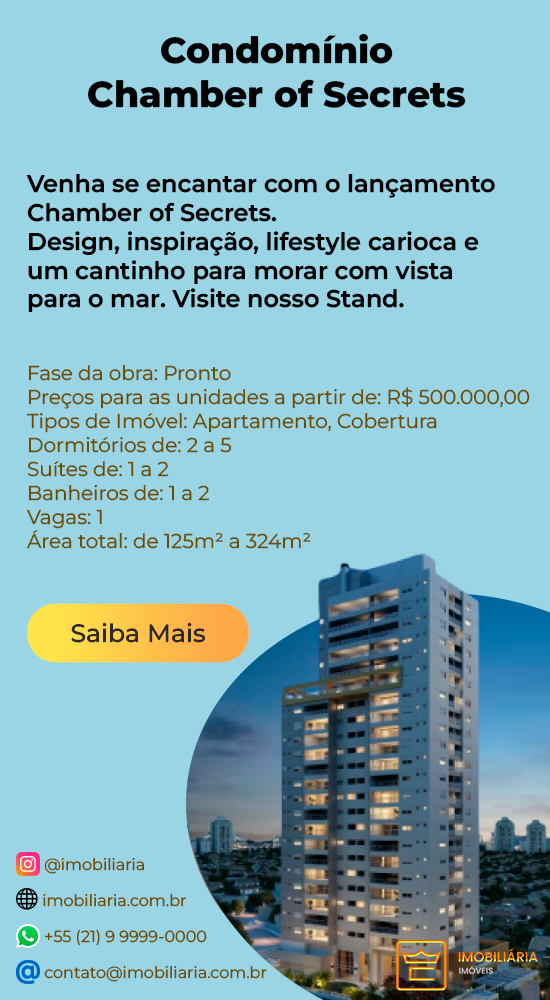 Condomínio
Chamber of Secrets
Venha se encantar com o lançamento
Chamber of Secrets.
Design, inspiração, lifestyle carioca e
um cantinho para morar com vista
para o mar. Visite nosso Stand.
Fase da obra: Pronto
Preços para as unidades a partir de: R$ 500.000,00
Tipos de Imóvel: Apartamento, Cobertura
Dormitórios de: 2 a 5
Suítes de: 1 a 2
Banheiros de: 1 a 2
Vagas: 1
Área total: de 125m² a 324m²
Saiba Mais
@imobiliaria
imobiliaria.com.br
+55 (21) 9 9999-0000
contato@imobiliaria.com.br
IMOBILIÁRIA
IMÓVEIS